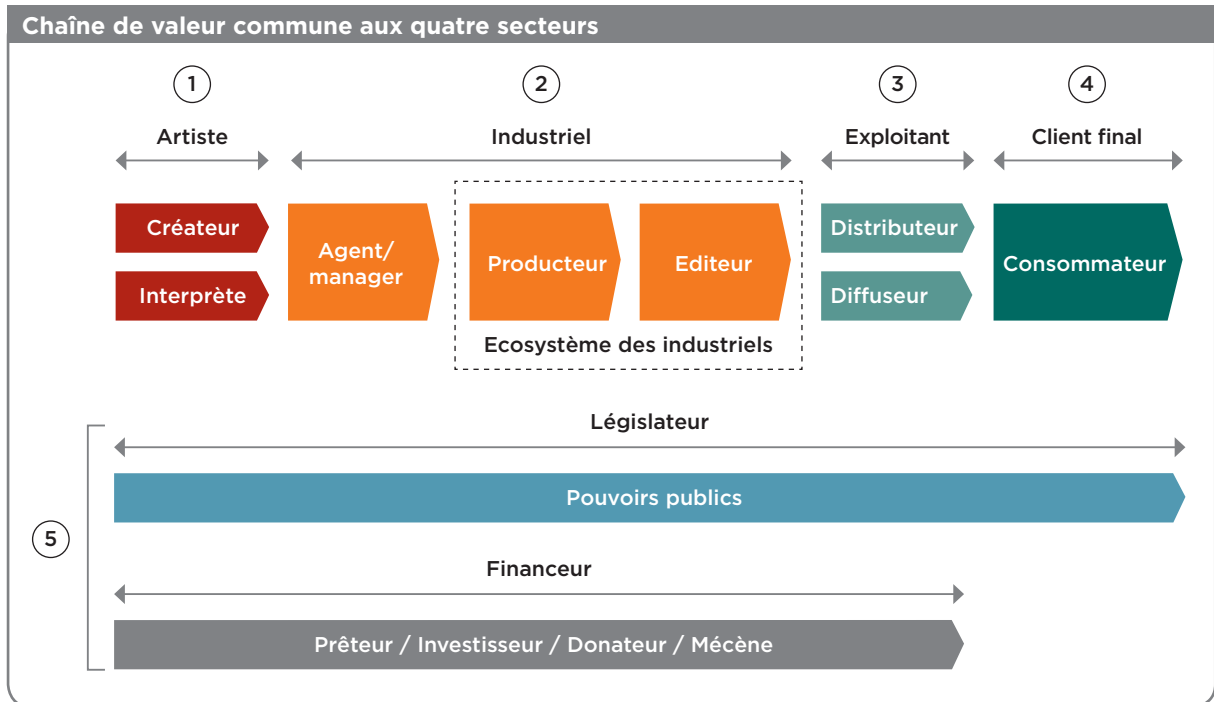 Chaîne de valeur commune aux quatre secteurs
1
2
3
4
Artiste
Industriel
Exploitant
Client final
Créateur
Interprète
Agent/
manager
Producteur
Editeur
Ecosystème des industriels
Distributeur
Diffuseur
Consommateur
5
Législateur
Pouvoirs publics
Financeur
Prêteur / Investisseur / Donateur / Mécène